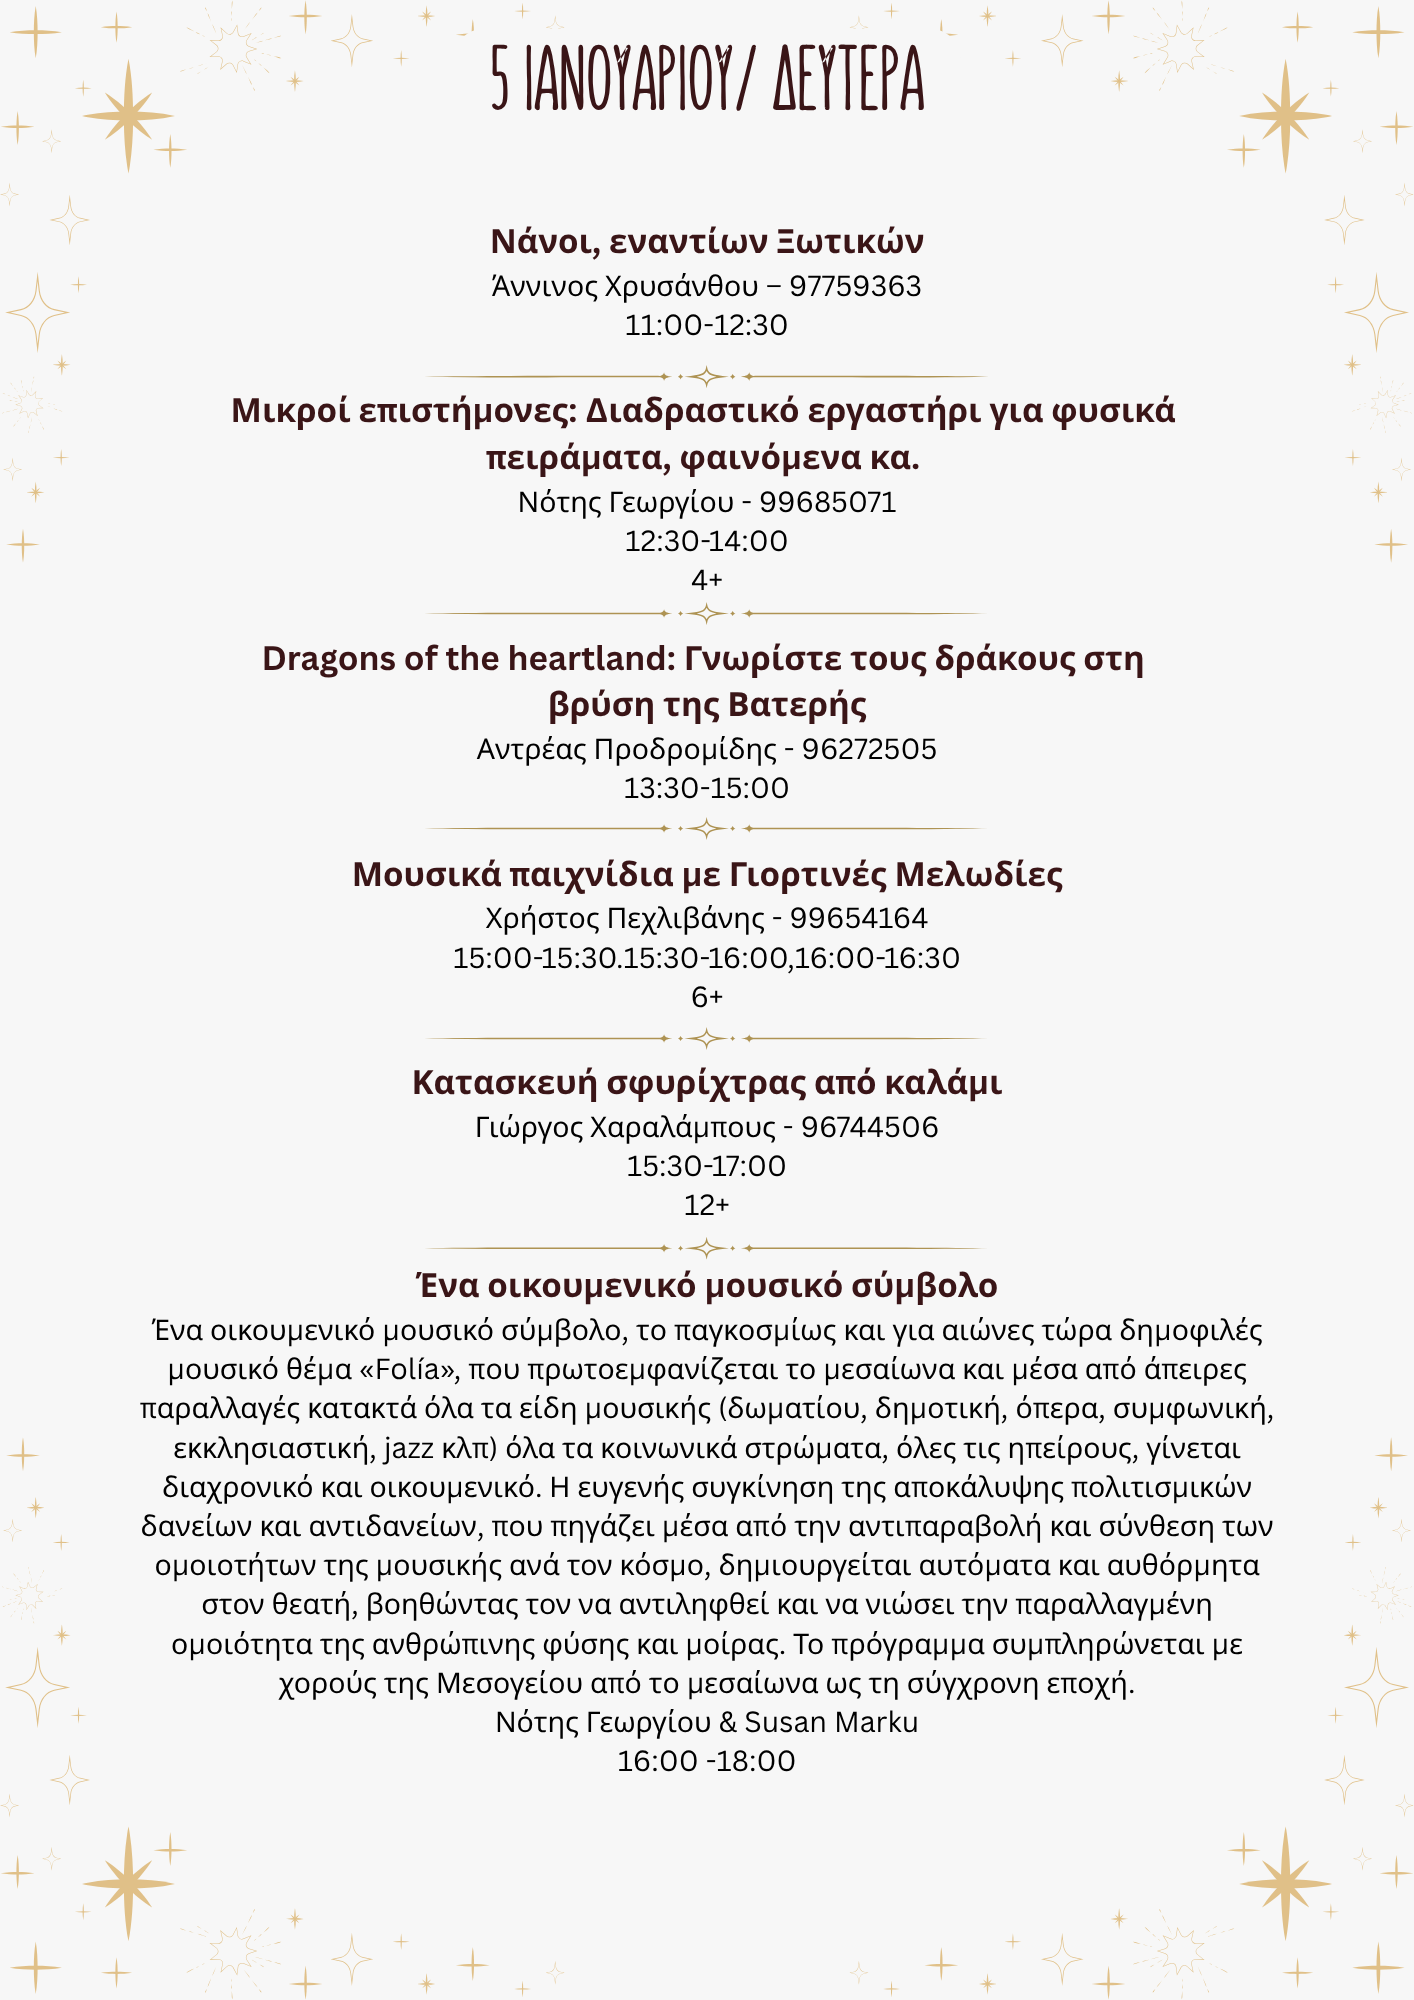 5 ΙΑΝΟΥΑΡΙΟΥ/ ΔΕΥΤΕΡΑ
Νάνοι, εναντίων Ξωτικών
Άννινος Χρυσάνθου – 97759363
11:00-12:30
Μικροί επιστήμονες: Διαδραστικό εργαστήρι για φυσικά
πειράματα, φαινόμενα κα.
Νότης Γεωργίου - 99685071
12:30-14:00
4+
Dragons of the heartland: Γνωρίστε τους δράκους στη
βρύση της Βατερής
Αντρέας Προδρομίδης - 96272505
13:30-15:00
Μουσικά παιχνίδια με Γιορτινές Μελωδίες
Χρήστος Πεχλιβάνης - 99654164
15:00-15:30.15:30-16:00,16:00-16:30
6+
Κατασκευή σφυρίχτρας από καλάμι
Γιώργος Χαραλάμπους - 96744506
15:30-17:00
12+
Ένα οικουμενικό μουσικό σύμβολο
Ένα οικουμενικό μουσικό σύμβολο, το παγκοσμίως και για αιώνες τώρα δημοφιλές
μουσικό θέμα «Folía», που πρωτοεμφανίζεται το μεσαίωνα και μέσα από άπειρες
παραλλαγές κατακτά όλα τα είδη μουσικής (δωματίου, δημοτική, όπερα, συμφωνική,
εκκλησιαστική, jazz κλπ) όλα τα κοινωνικά στρώματα, όλες τις ηπείρους, γίνεται
διαχρονικό και οικουμενικό. Η ευγενής συγκίνηση της αποκάλυψης πολιτισμικών
δανείων και αντιδανείων, που πηγάζει μέσα από την αντιπαραβολή και σύνθεση των
ομοιοτήτων της μουσικής ανά τον κόσμο, δημιουργείται αυτόματα και αυθόρμητα
στον θεατή, βοηθώντας τον να αντιληφθεί και να νιώσει την παραλλαγμένη
ομοιότητα της ανθρώπινης φύσης και μοίρας. Το πρόγραμμα συμπληρώνεται με
χορούς της Μεσογείου από το μεσαίωνα ως τη σύγχρονη εποχή.
Νότης Γεωργίου & Susan Marku
16:00 -18:00